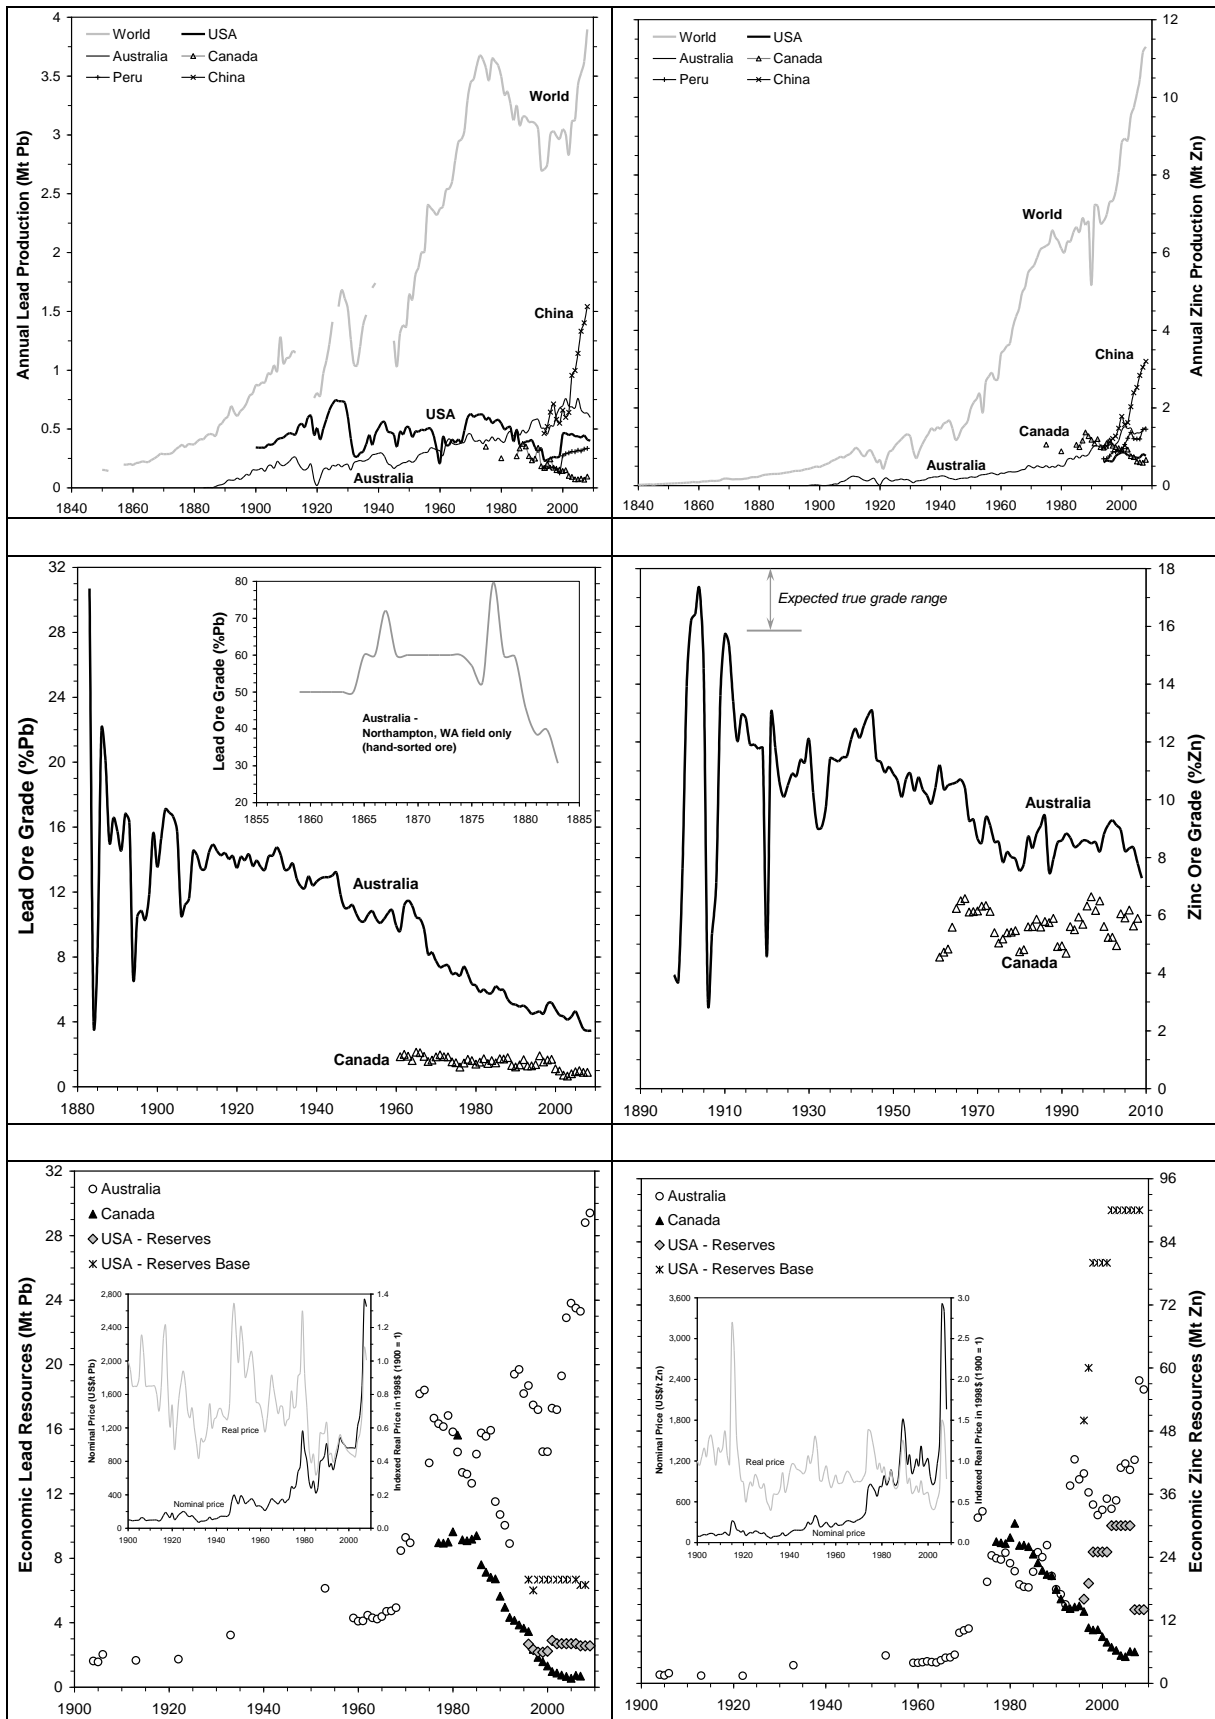 4
3.5
3
2.5
2
1.5
1
0.5
0
Annual Lead Production (Mt Pb)
World USA
Australia Canada
Peru China
World
China
USA
Australia
1840 1860 1880 1900 1920 1940 1960 1980 2000
12
10
8
6
4
2
0
Annual Zinc Production (Mt Zn)
World USA
Australia Canada
Peru China
World
China
Canada
Australia
1840 1860 1880 1900 1920 1940 1960 1980 2000
32
28
24
20
16
12
8
4
0
Lead Ore Grade (%Pb)
80
70
60
50
40
30
20
Lead Ore Grade (%Pb)
Australia -
Northampton, WA field only
(hand-sorted ore)
1855 1860 1865 1870 1875 1880 1885
Australia
Canada
1880 1900 1920 1940 1960 1980 2000
18
16
14
12
10
8
6
4
2
0
Zinc Ore Grade (%Zn)
Expected true grade range
Australia
Canada
1890 1910 1930 1950 1970 1990 2010
32
28
24
20
16
12
8
4
0
Economic Lead Resources (Mt Pb)
Australia
Canada
USA - Reserves
USA - Reserves Base
2,800
2,400
2,000
1,600
1,200
800
400
0
Nominal Price (US$/t Pb)
1.4
1.2
1.0
0.8
0.6
0.4
0.2
0.0
Indexed Real Price in 1998$ (1900 = 1)
Real price
Nominal price
1900 1920 1940 1960 1980 2000
1900 1920 1940 1960 1980 2000
96
84
72
60
48
36
24
12
0
Economic Zinc Resources (Mt Zn)
Australia
Canada
USA - Reserves
USA - Reserves Base
3,600
3,000
2,400
1,800
1,200
600
0
Nominal Price (US$/t Zn)
3.0
2.5
2.0
1.5
1.0
0.5
0.0
Indexed Real Price in 1998$ (1900 = 1)
Real price
Nominal price
1900 1920 1940 1960 1980 2000
1900 1920 1940 1960 1980 2000